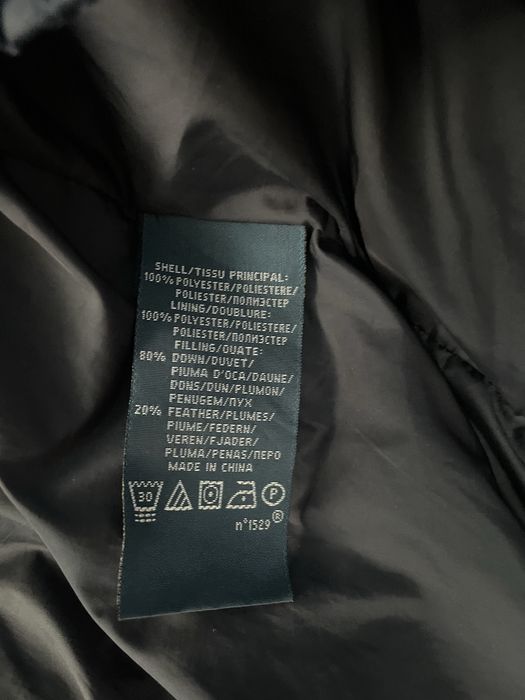 SHELL/TISSU PRINCIPAL:
100% POLYESTER/POLIESTERE/
POLIESTER/ПОЛИЭСТЕР
LINING/DOUBLURE:
100% POLYESTER/POLIESTERE/
POLIESTER/ПОЛИЭСТЕР
FILLING/OUATE:
80% DOWN/DUVET/
PIUMA D'OCA/DAUNE/
DONS/DUN/PLUMON/
PENUGEM/ПУХ
20% FEATHER/PLUMES/
PIUME/FEDERN/
VEREN/FJADER/
PLUMA/PENAS/ПЕРО
MADE IN CHINA
30 P
n°1529 ®